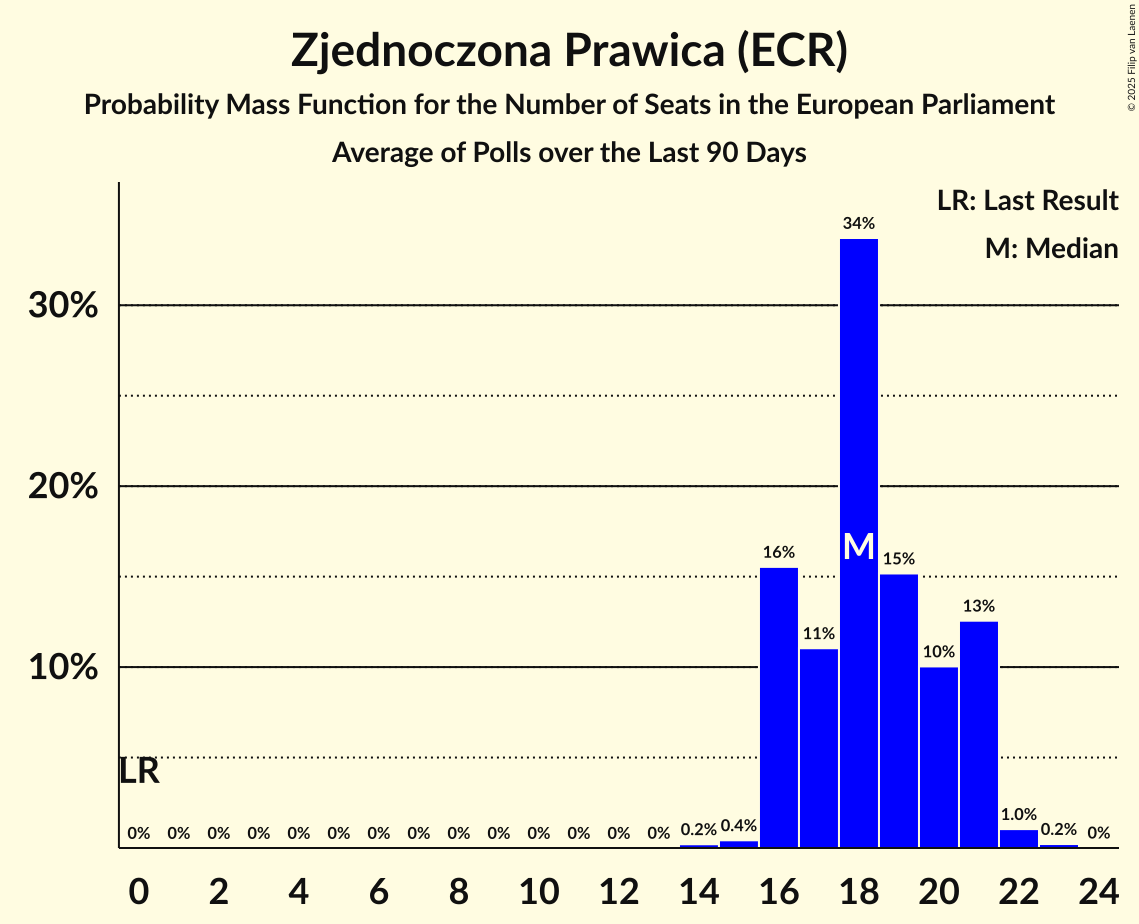 Zjednoczona Prawica (ECR)
Probability Mass Function for the Number of Seats in the European Parliament
Average of Polls over the Last 90 Days
© 2025 Filip van Laenen
LR: Last Result
M: Median
30%
20%
10%
LR
M
0% 0% 0% 0% 0% 0% 0% 0% 0% 0% 0% 0% 0% 0% 0.2% 0.4% 16% 11% 34% 15% 10% 13% 1.0% 0.2% 0%
0 2 4 6 8 10 12 14 16 18 20 22 24